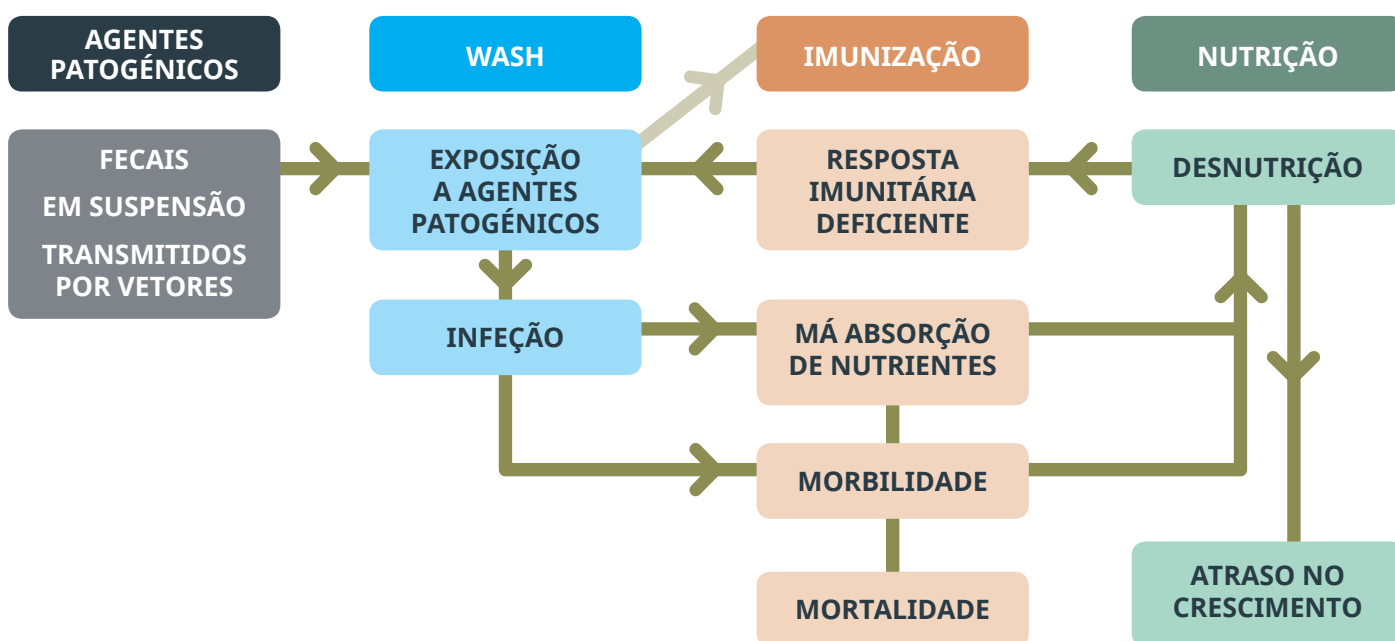 AGENTES
PATOGÉNICOS
WASH
IMUNIZAÇÃO
NUTRIÇÃO
FECAIS
EM SUSPENSÃO
TRANSMITIDOS
POR VETORES
EXPOSIÇÃO
A AGENTES
PATOGÉNICOS
RESPOSTA
IMUNITÁRIA
DEFICIENTE
DESNUTRIÇÃO
INFEÇÃO
MÁ ABSORÇÃO
DE NUTRIENTES
MORBILIDADE
MORTALIDADE
ATRASO NO
CRESCIMENTO